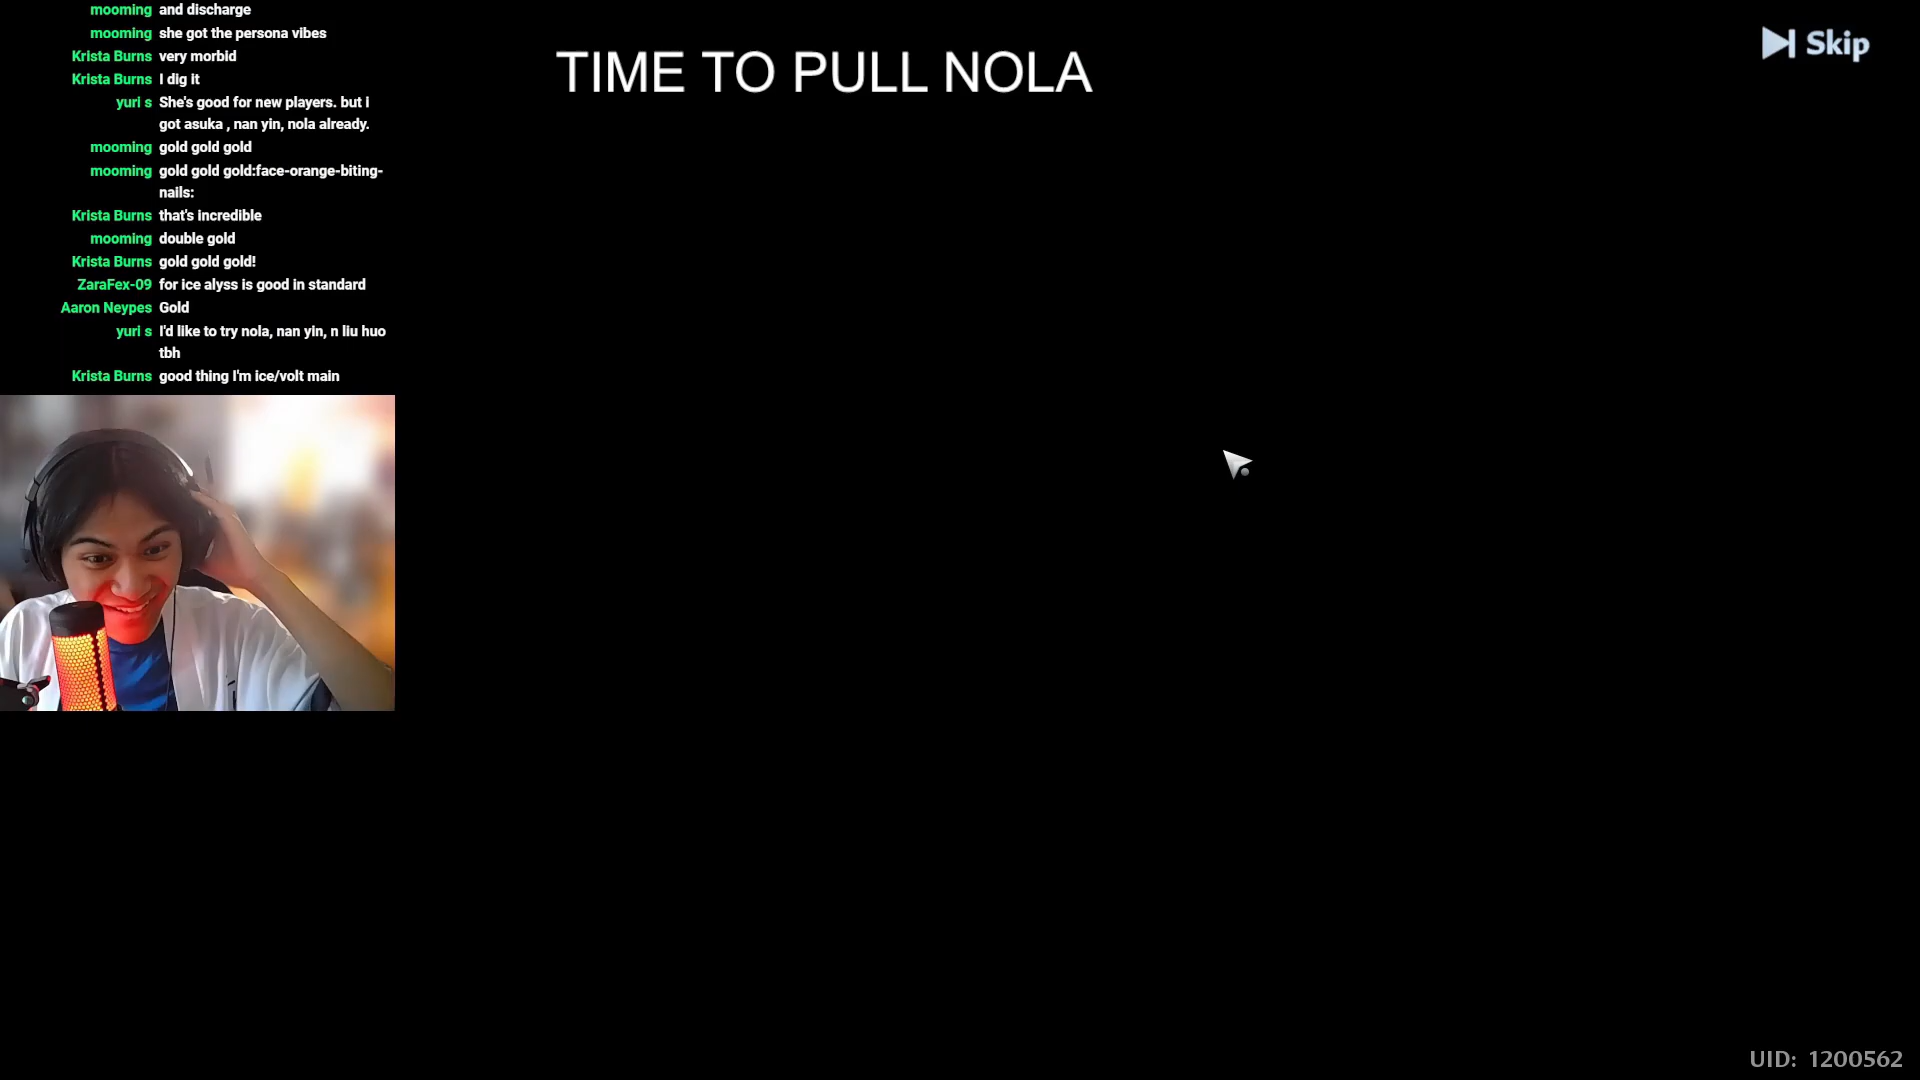 mooming and discharge
mooming she got the persona vibes
Krista Burns very morbid
Krista Burns I dig it
yuri s She's good for new players. but i
got asuka , nan yin, nola already.
mooming gold gold gold
mooming gold gold gold:face-orange-biting-
nails:
Krista Burns that's incredible
mooming double gold
Krista Burns gold gold gold!
ZaraFex-09 for ice alyss is good in standard
Aaron Neypes Gold
yuri s I'd like to try nola, nan yin, n liu huo
tbh
Krista Burns good thing I'm ice/volt main
TIME TO PULL NOLA
Skip
UID: 1200562